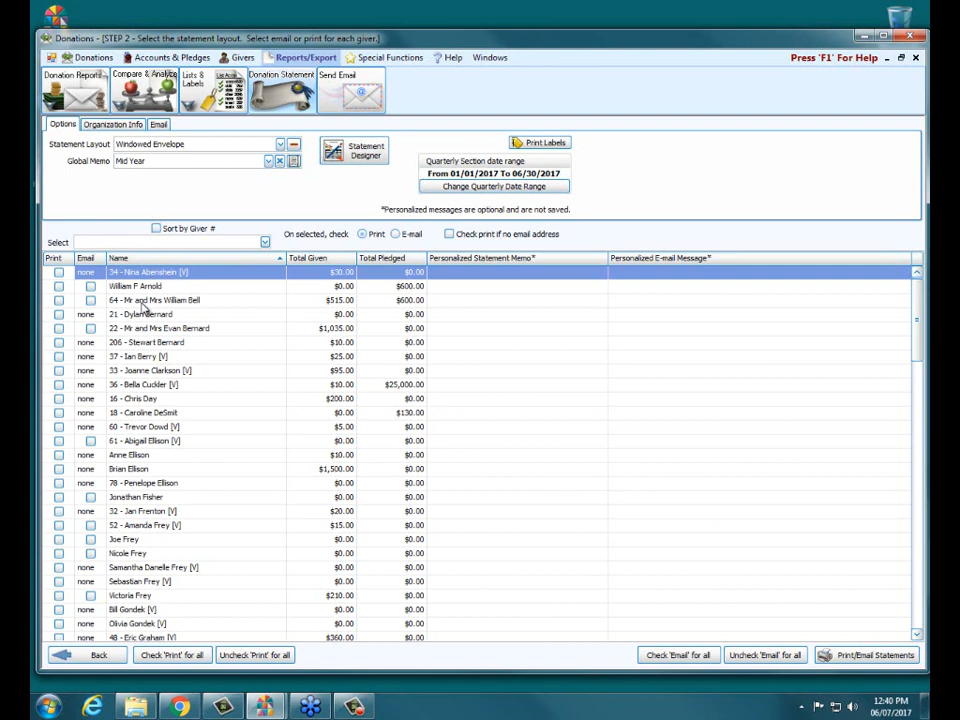 Donations - [STEP 2 - Select the statement layout. Select email or print for each giver.]
Donations Accounts & Pledges Givers Reports/Export Special Functions Help Windows Press 'F1' For Help
Donation Reports Compare & Analyze Lists & Labels Donation Statement Send Email
Options Organization Info Email
Statement Layout Windowed Envelope Statement Designer Print Labels
Global Memo Mid Year Quarterly Section date range
From 01/01/2017 To 06/30/2017
Change Quarterly Date Range
*Personalized messages are optional and are not saved.
Sort by Giver # On selected, check Print E-mail Check print if no email address
Select
Print Email Name Total Given Total Pledged Personalized Statement Memo* Personalized E-mail Message*
none 34 - Nina Abenshein [V] $30.00 $0.00
William F Arnold $0.00 $600.00
64 - Mr and Mrs William Bell $515.00 $600.00
none 21 - Dylan Bernard $0.00 $0.00
22 - Mr and Mrs Evan Bernard $1,035.00 $0.00
none 206 - Stewart Bernard $10.00 $0.00
none 37 - Ian Berry [V] $25.00 $0.00
none 33 - Joanne Clarkson [V] $95.00 $0.00
none 36 - Bella Cuckler [V] $10.00 $25,000.00
none 16 - Chris Day $200.00 $0.00
none 18 - Caroline DeSmit $0.00 $130.00
none 60 - Trevor Dowd [V] $5.00 $0.00
61 - Abigail Ellison [V] $0.00 $0.00
none Anne Ellison $10.00 $0.00
none Brian Ellison $1,500.00 $0.00
none 78 - Penelope Ellison $0.00 $0.00
Jonathan Fisher $0.00 $0.00
none 32 - Jan Frenton [V] $20.00 $0.00
52 - Amanda Frey [V] $15.00 $0.00
Joe Frey $0.00 $0.00
Nicole Frey $0.00 $0.00
none Samantha Danelle Frey [V] $0.00 $0.00
none Sebastian Frey [V] $0.00 $0.00
Victoria Frey $210.00 $0.00
none Bill Gondek [V] $0.00 $0.00
none Olivia Gondek [V] $0.00 $0.00
none 48 - Eric Graham [V] $360.00 $0.00
Back Check 'Print' for all Uncheck 'Print' for all Check 'Email' for all Uncheck 'Email' for all Print/Email Statements
12:40 PM
06/07/2017